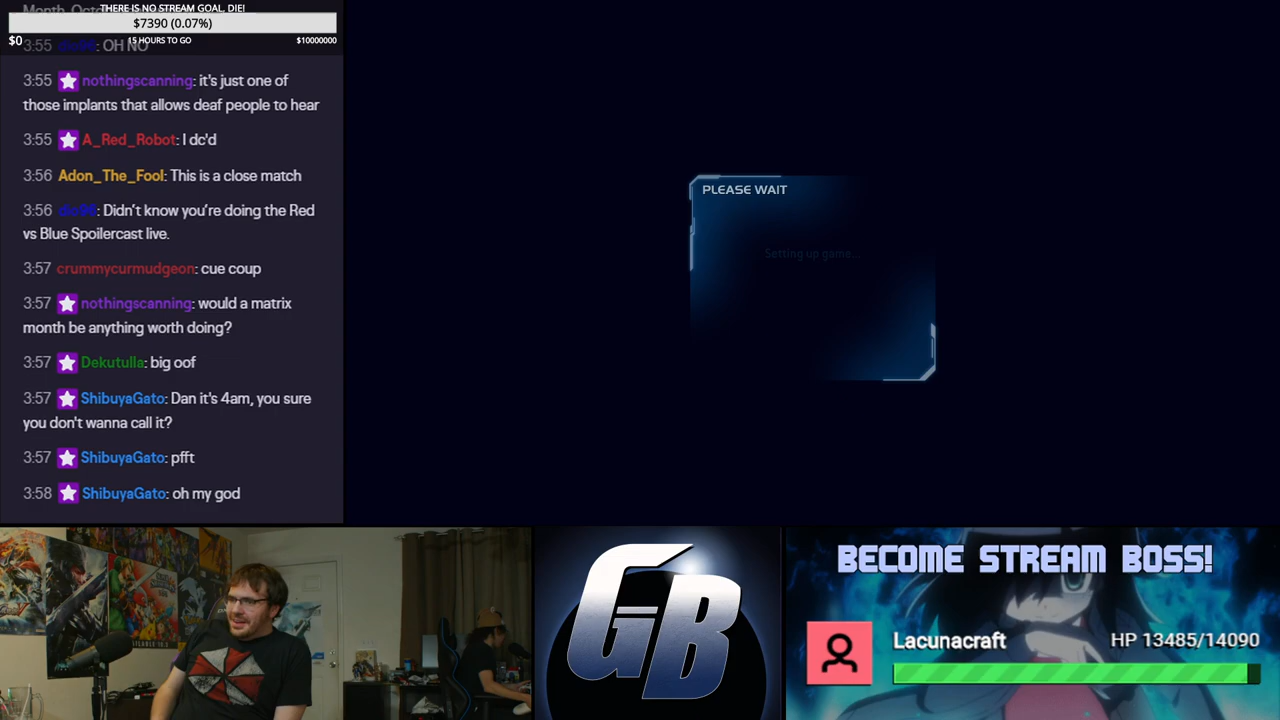 Month, Octo
THERE IS NO STREAM GOAL, DIE!
$7390 (0.07%)
$0
15 HOURS TO GO
$10000000
3:55 OH NO
3:55 nothingscanning: it's just one of
those implants that allows deaf people to hear
3:55 A_Red_Robot: I dc'd
3:56 Adon_The_Fool: This is a close match
3:56 Didn't know you're doing the Red
vs Blue Spoilercast live.
3:57 crummycurmudgeon: cue coup
3:57 nothingscanning: would a matrix
month be anything worth doing?
3:57 Dekutulla: big oof
3:57 ShibuyaGato: Dan it's 4am, you sure
you don't wanna call it?
3:57 ShibuyaGato: pfft
3:58 ShibuyaGato: oh my god
PLEASE WAIT
Setting up game...
GB
BECOME STREAM BOSS!
Lacunacraft
HP 13485/14090